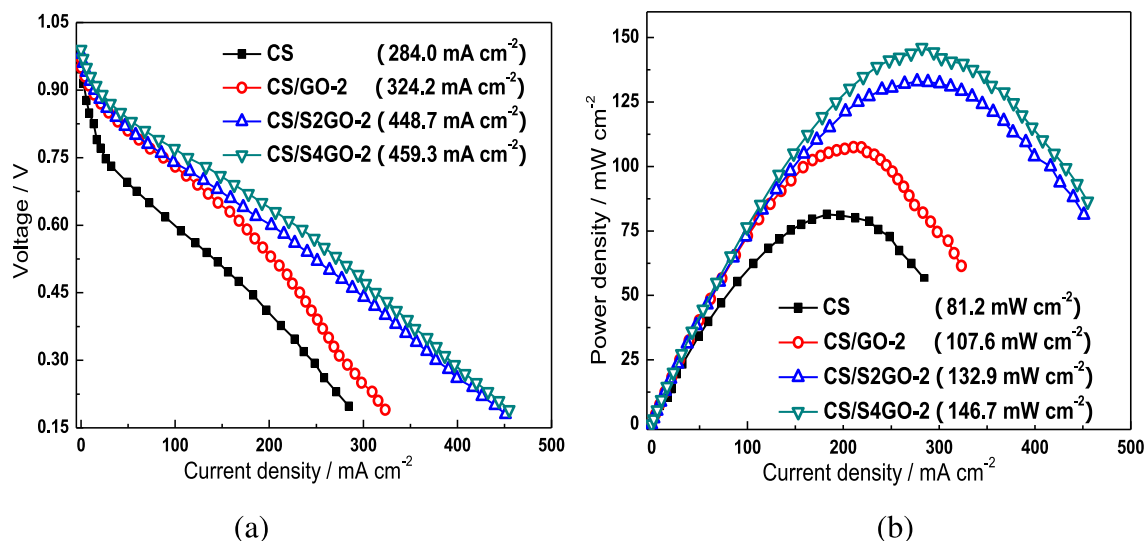 1.05
0.90
0.75
0.60
0.45
0.30
0.15
Voltage / V
CS ( 284.0 mA cm⁻²)
CS/GO-2 ( 324.2 mA cm⁻²)
CS/S2GO-2 ( 448.7 mA cm⁻²)
CS/S4GO-2 ( 459.3 mA cm⁻²)
0 100 200 300 400 500
Current density / mA cm⁻²
(a)
150
125
100
75
50
25
0
Power density / mW cm⁻²
CS ( 81.2 mW cm⁻²)
CS/GO-2 ( 107.6 mW cm⁻²)
CS/S2GO-2 ( 132.9 mW cm⁻²)
CS/S4GO-2 ( 146.7 mW cm⁻²)
0 100 200 300 400 500
Current density / mA cm⁻²
(b)